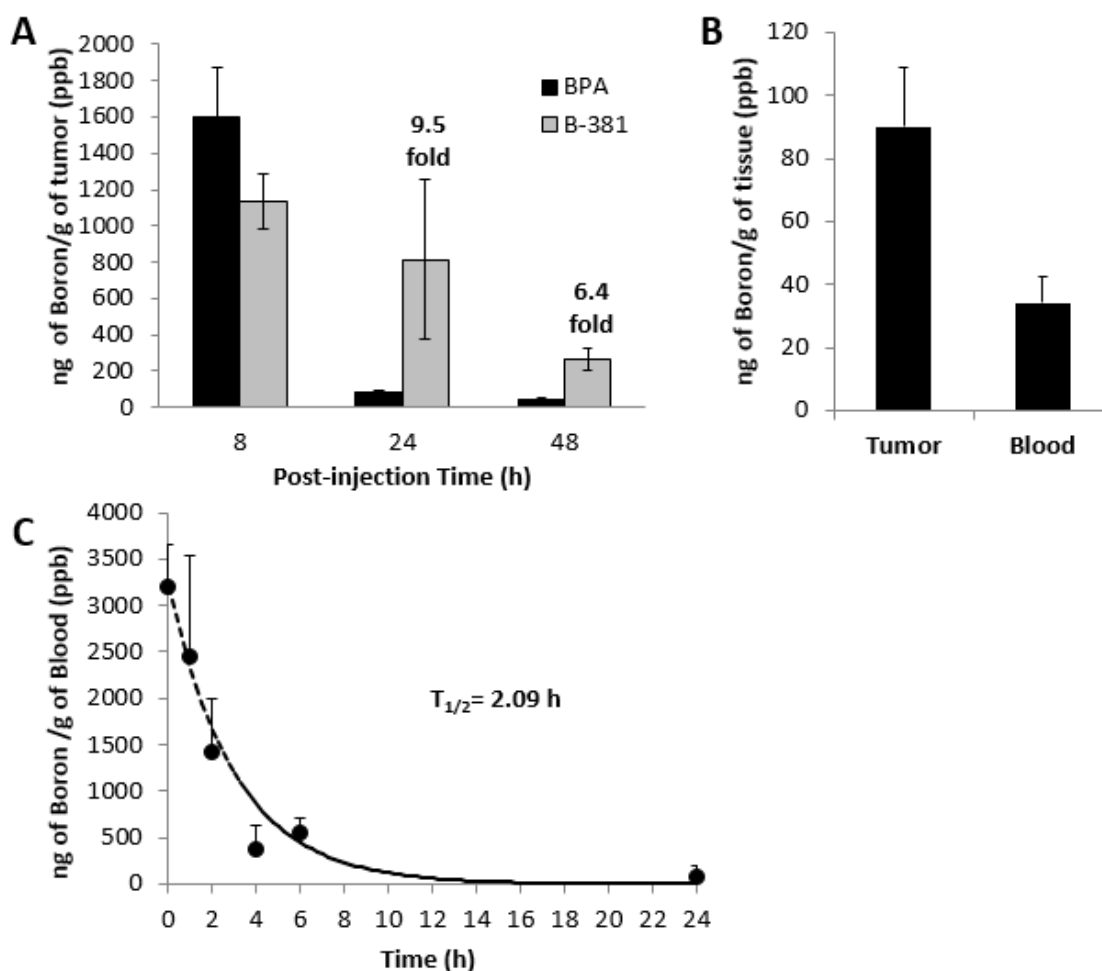 A
ng of Boron/g of tumor (ppb)
2000
1800
1600
1400
1200
1000
800
600
400
200
0
BPA
B-381
9.5
fold
6.4
fold
8 24 48
Post-injection Time (h)
B
ng of Boron/g of tissue (ppb)
120
100
80
60
40
20
0
Tumor Blood
C
ng of Boron /g of Blood (ppb)
4000
3500
3000
2500
2000
1500
1000
500
0
T1/2= 2.09 h
0 2 4 6 8 10 12 14 16 18 20 22 24
Time (h)